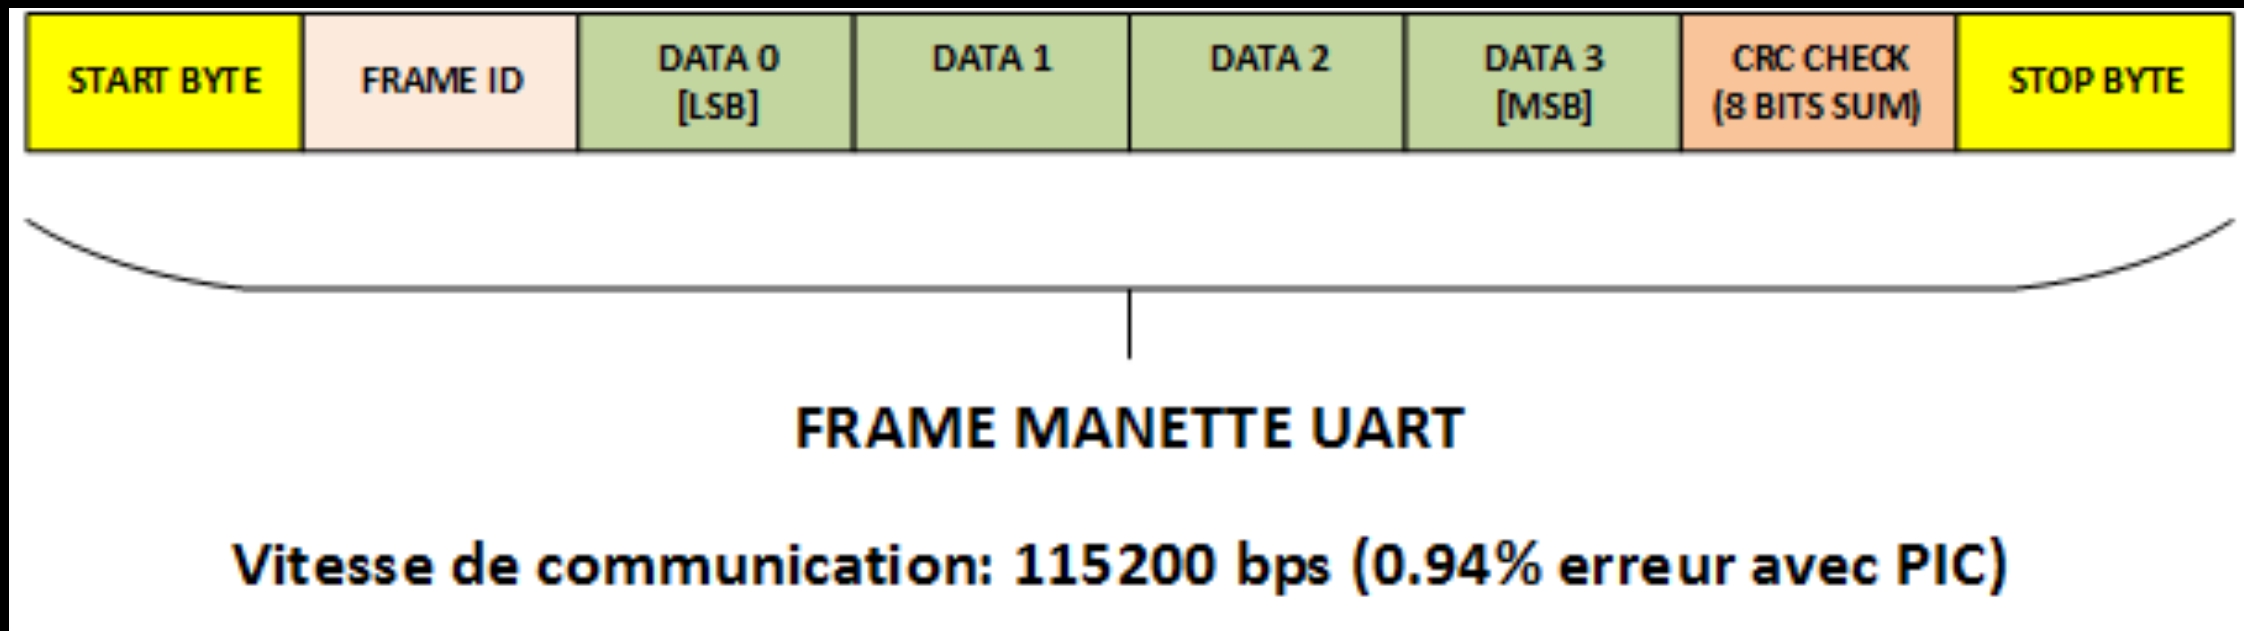 START BYTE
FRAME ID
DATA 0
[LSB]
DATA 1
DATA 2
DATA 3
[MSB]
CRC CHECK
(8 BITS SUM)
STOP BYTE
FRAME MANETTE UART
Vitesse de communication: 115200 bps (0.94% erreur avec PIC)